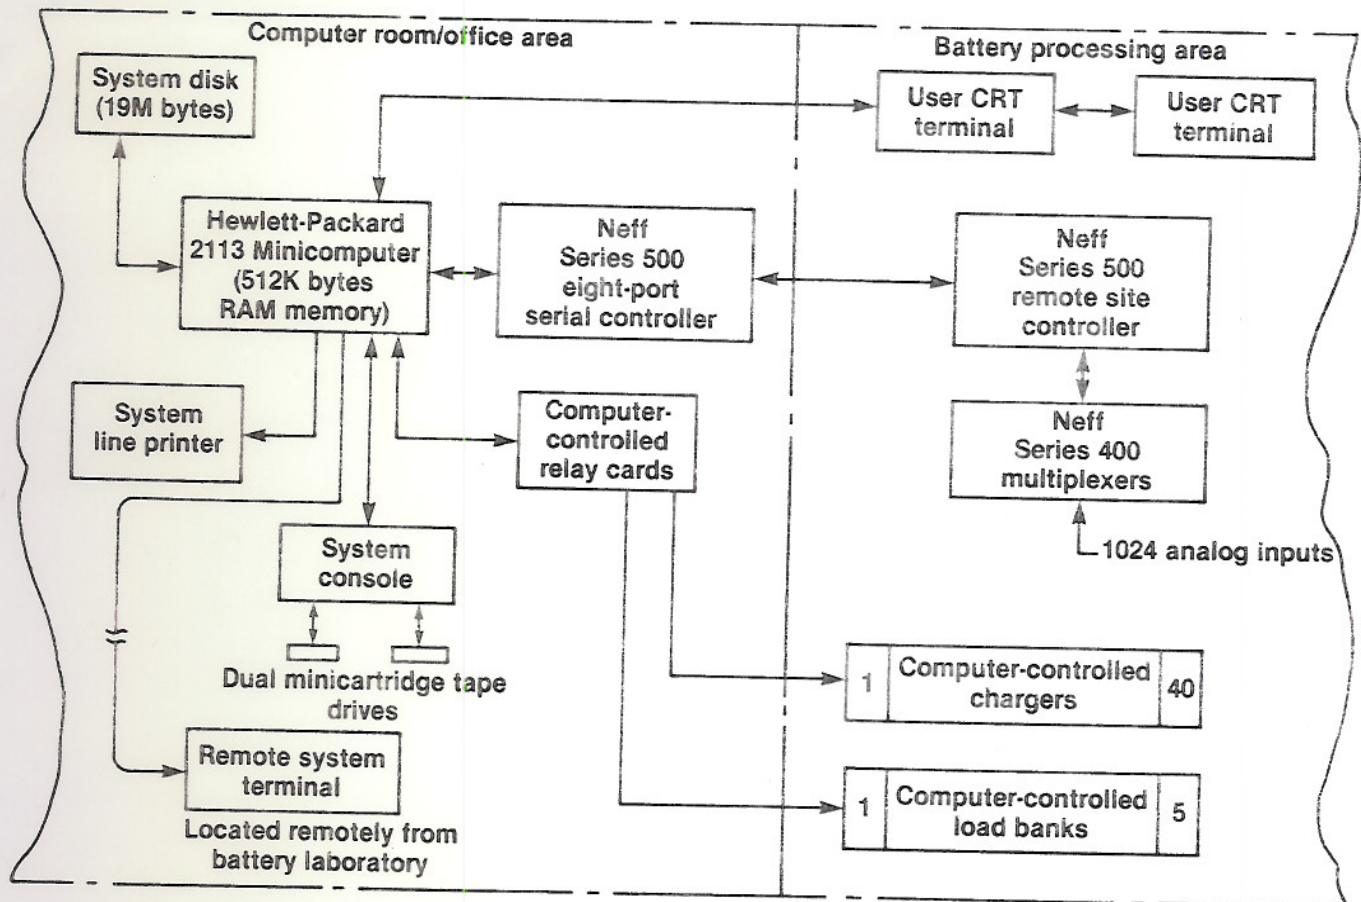 Computer room/office area
Battery processing area
System disk
(19M bytes)
User CRT
terminal
User CRT
terminal
Hewlett-Packard
2113 Minicomputer
(512K bytes
RAM memory)
Neff
Series 500
eight-port
serial controller
Neff
Series 500
remote site
controller
System
line printer
Computer-
controlled
relay cards
Neff
Series 400
multiplexers
1024 analog inputs
System
console
Dual minicartridge tape
drives
1
Computer-controlled
chargers
40
Remote system
terminal
Located remotely from
battery laboratory
1
Computer-controlled
load banks
5